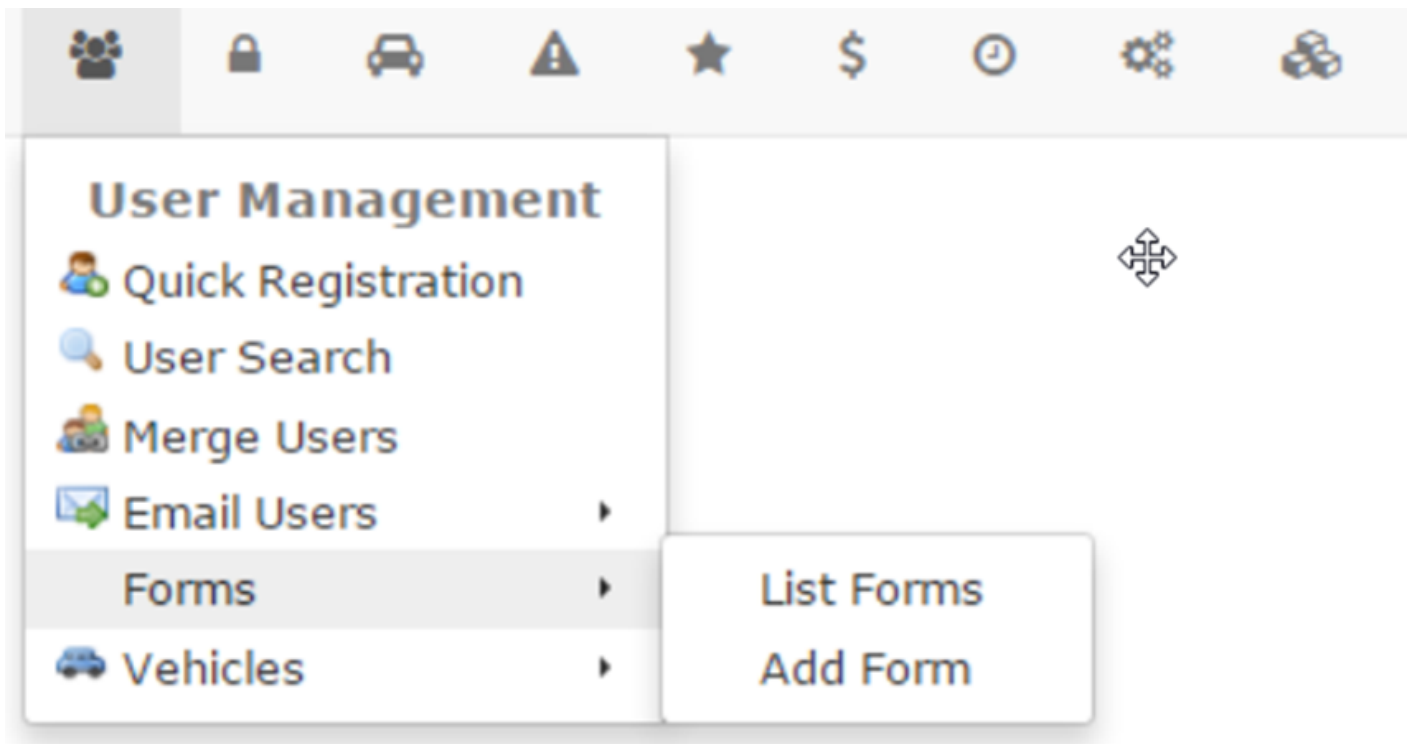 User Management
Quick Registration
User Search
Merge Users
Email Users
Forms
List Forms
Vehicles
Add Form